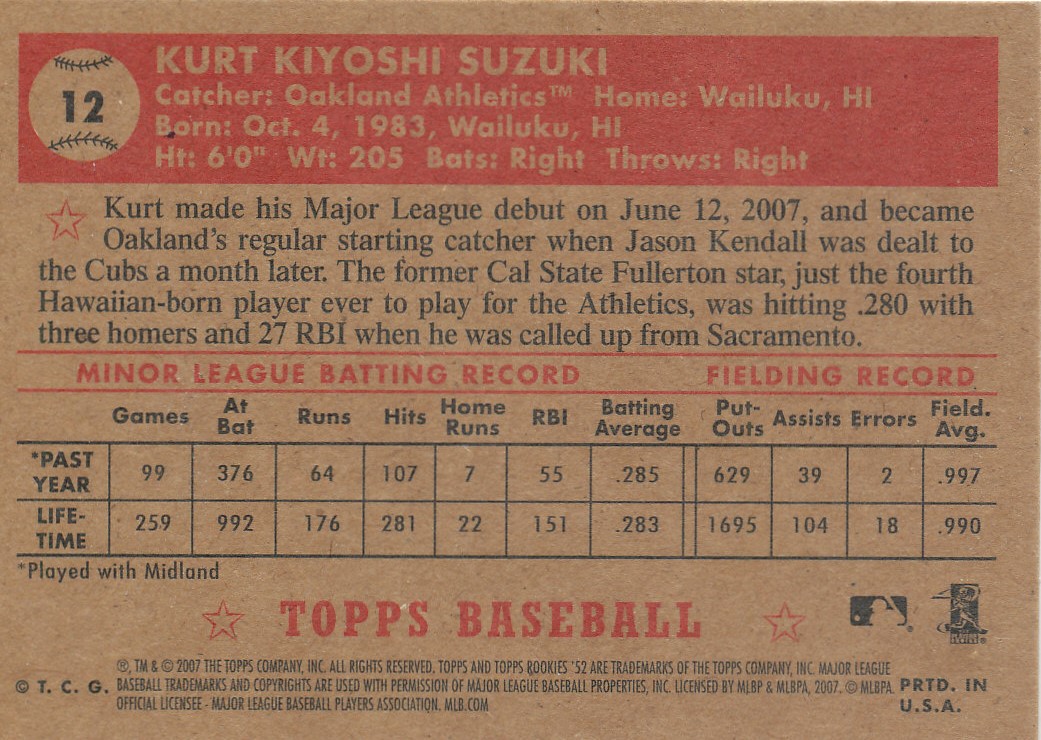 12
KURT KIYOSHI SUZUKI
Catcher: Oakland Athletics™ Home: Wailuku, HI
Born: Oct. 4, 1983, Wailuku, HI
Ht: 6'0" Wt: 205 Bats: Right Throws: Right
Kurt made his Major League debut on June 12, 2007, and became
Oakland's regular starting catcher when Jason Kendall was dealt to
the Cubs a month later. The former Cal State Fullerton star, just the fourth
Hawaiian-born player ever to play for the Athletics, was hitting .280 with
three homers and 27 RBI when he was called up from Sacramento.
MINOR LEAGUE BATTING RECORD FIELDING RECORD
Games At Bat Runs Hits Home Runs RBI Batting Average Put-Outs Assists Errors Field. Avg.
*PAST YEAR 99 376 64 107 7 55 .285 629 39 2 .997
LIFE-TIME 259 992 176 281 22 151 .283 1695 104 18 .990
*Played with Midland
TOPPS BASEBALL
®, TM & © 2007 THE TOPPS COMPANY, INC. ALL RIGHTS RESERVED. TOPPS AND TOPPS ROOKIES '52 ARE TRADEMARKS OF THE TOPPS COMPANY, INC. MAJOR LEAGUE
© T. C. G. BASEBALL TRADEMARKS AND COPYRIGHTS ARE USED WITH PERMISSION OF MAJOR LEAGUE BASEBALL PROPERTIES, INC. LICENSED BY MLBP & MLBPA, 2007. © MLBPA PRTD. IN
OFFICIAL LICENSEE - MAJOR LEAGUE BASEBALL PLAYERS ASSOCIATION. MLB.COM U.S.A.